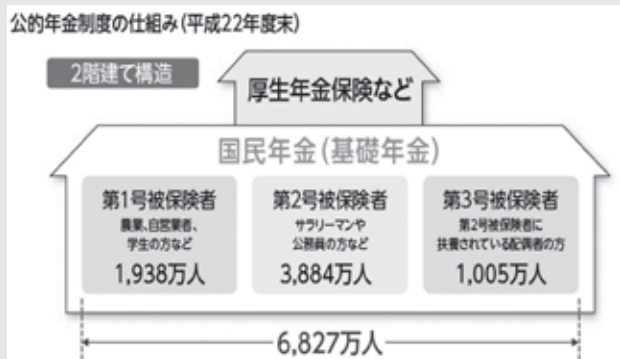 公的年金制度の仕組み(平成22年度末)
2階建て構造
厚生年金保険など
国民年金(基礎年金)
第1号被保険者
農業、自営業者、
学生の方など
1,938万人
第2号被保険者
サラリーマンや
公務員の方など
3,884万人
第3号被保険者
第2号被保険者に
扶養されている配偶者の方
1,005万人
6,827万人